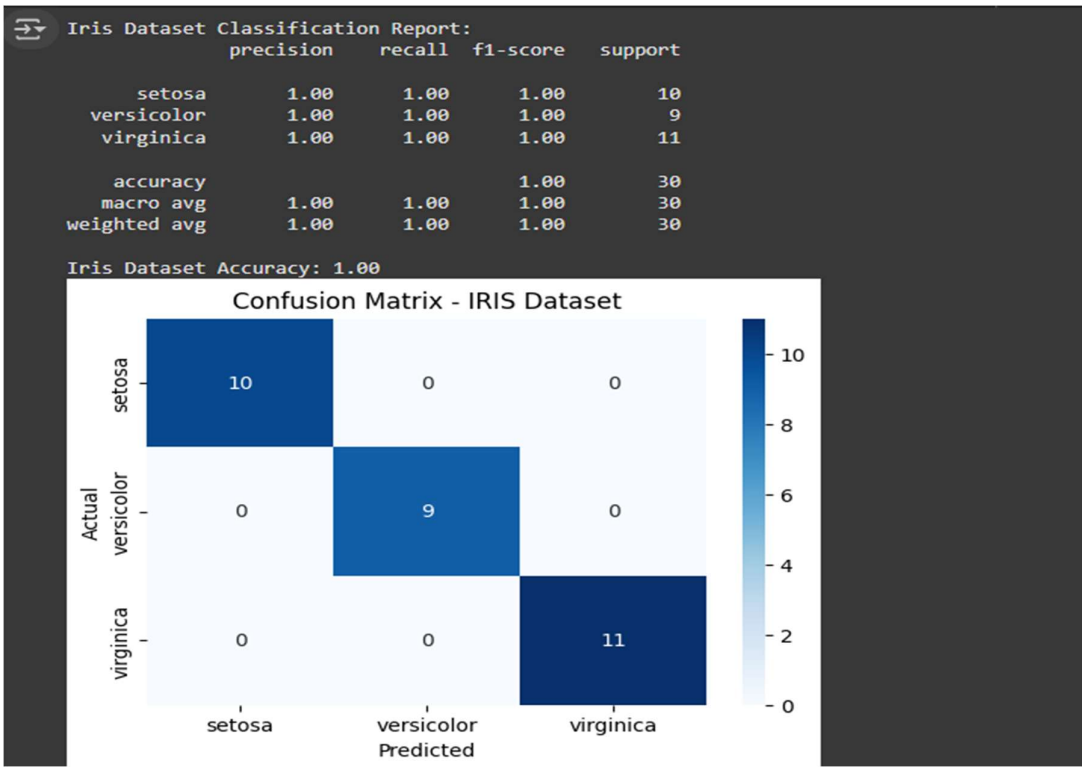 Iris Dataset Classification Report:
precision recall f1-score support
setosa 1.00 1.00 1.00 10
versicolor 1.00 1.00 1.00 9
virginica 1.00 1.00 1.00 11
accuracy 1.00 30
macro avg 1.00 1.00 1.00 30
weighted avg 1.00 1.00 1.00 30
Iris Dataset Accuracy: 1.00
Confusion Matrix - IRIS Dataset
setosa 10 0 0
versicolor 0 9 0
virginica 0 0 11
Actual
setosa versicolor virginica
Predicted
10
8
6
4
2
0